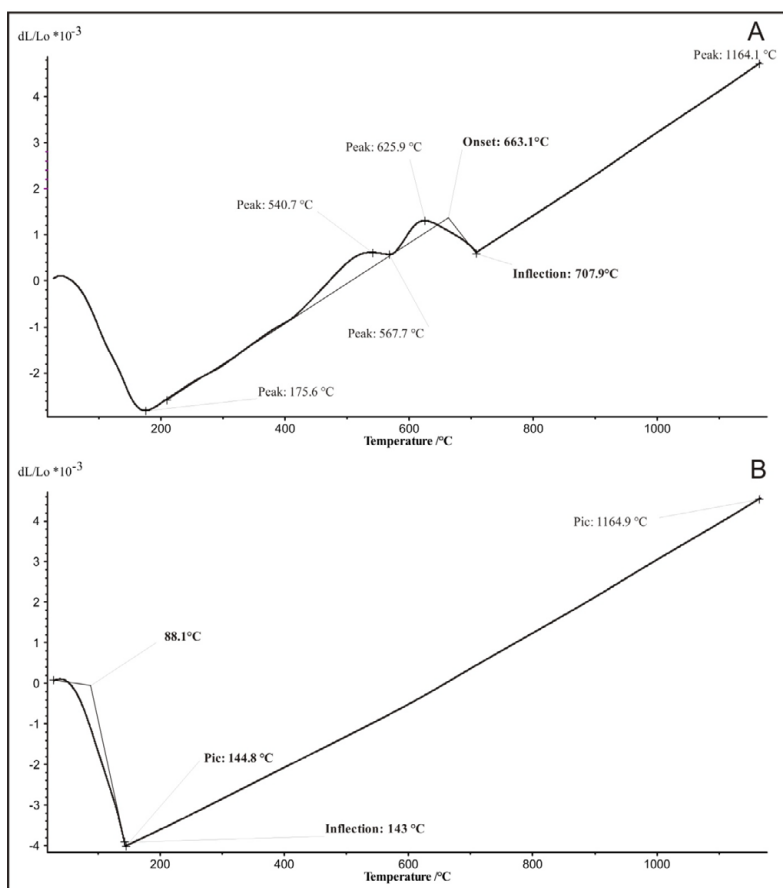 dL/Lo *10-3
A
Peak: 1164.1 °C
4
Peak: 625.9 °C
Onset: 663.1°C
3
2
Peak: 540.7 °C
1
0
Inflection: 707.9°C
-1
Peak: 567.7 °C
-2
Peak: 175.6 °C
200 400 600 800 1000
Temperature /°C
dL/Lo *10-3
B
4
Pic: 1164.9 °C
3
2
88.1°C
1
0
-1
Pic: 144.8 °C
-2
-3
Inflection: 143 °C
-4
200 400 600 800 1000
Temperature /°C